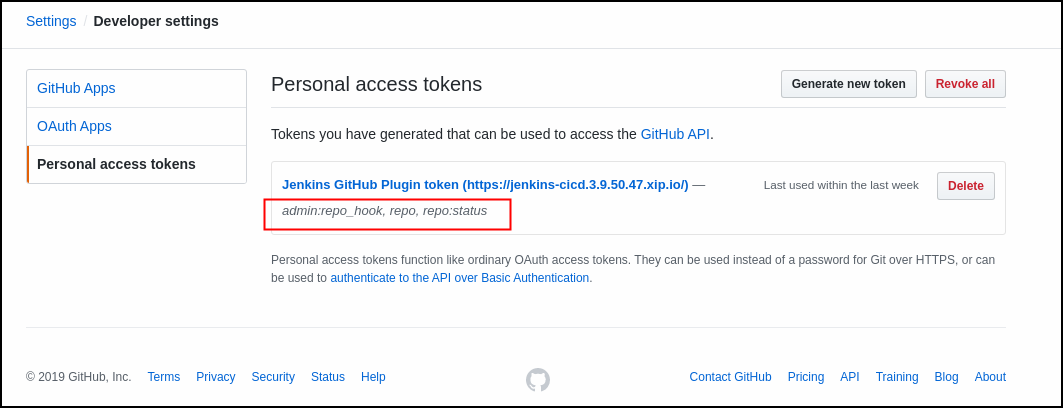 Settings / Developer settings
GitHub Apps
OAuth Apps
Personal access tokens
Personal access tokens
Generate new token
Revoke all
Tokens you have generated that can be used to access the GitHub API.
Jenkins GitHub Plugin token (https://jenkins-cicd.3.9.50.47.xip.io/) —
admin:repo_hook, repo, repo:status
Last used within the last week
Delete
Personal access tokens function like ordinary OAuth access tokens. They can be used instead of a password for Git over HTTPS, or can
be used to authenticate to the API over Basic Authentication.
© 2019 GitHub, Inc. Terms Privacy Security Status Help
Contact GitHub Pricing API Training Blog About